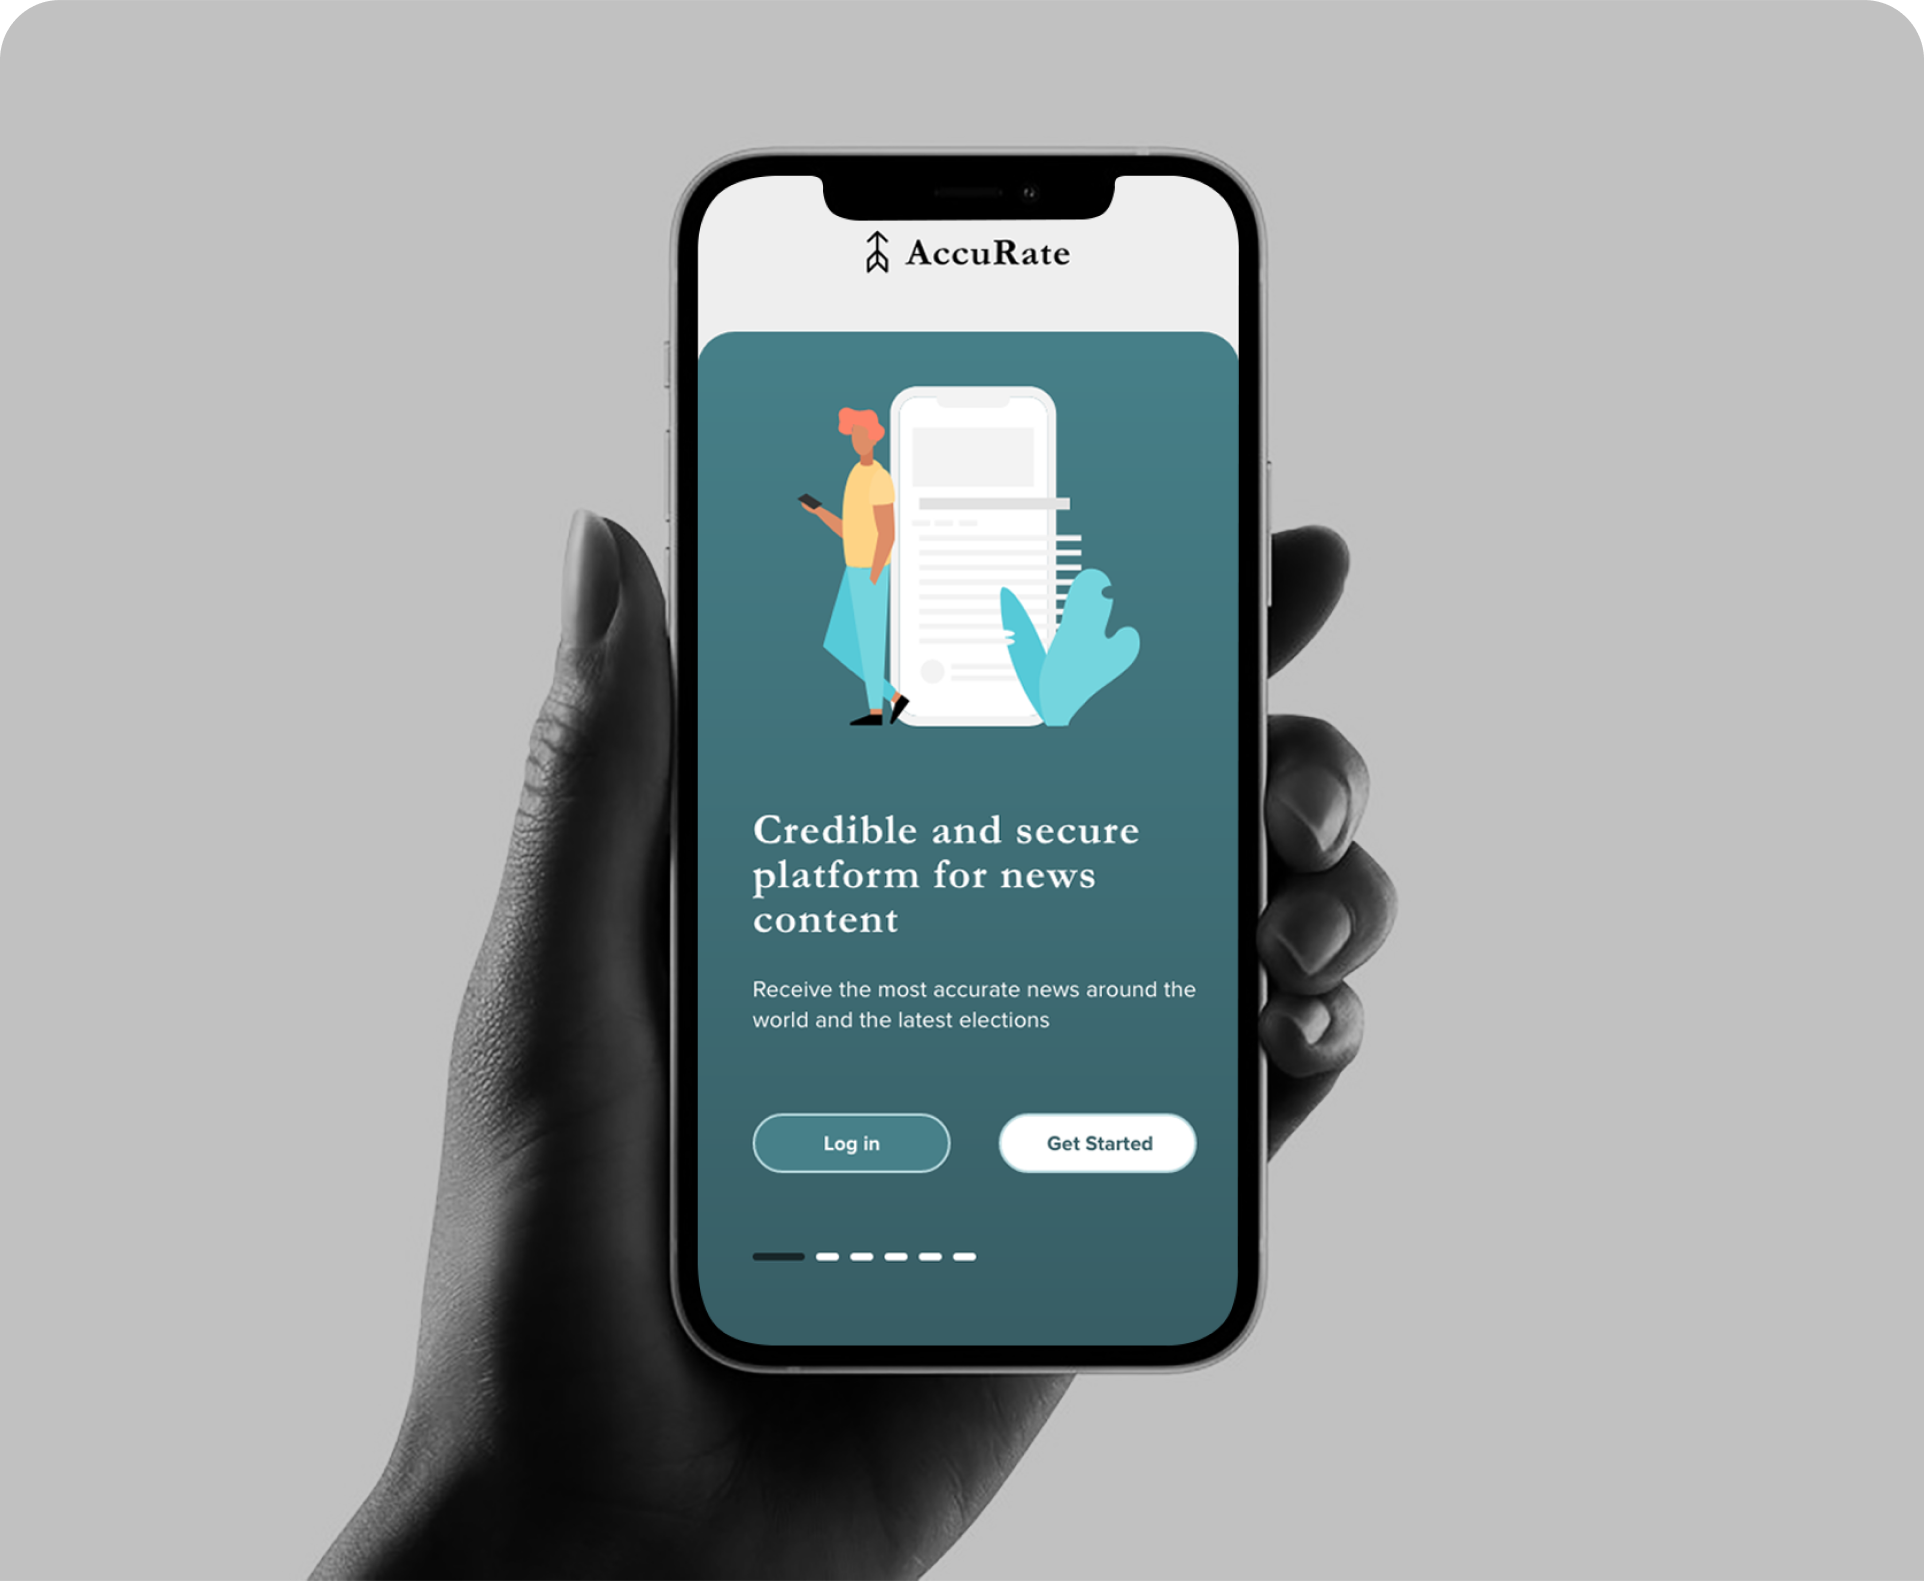 AccuRate
Credible and secure
platform for news
content
Receive the most accurate news around the
world and the latest elections
Log in
Get Started